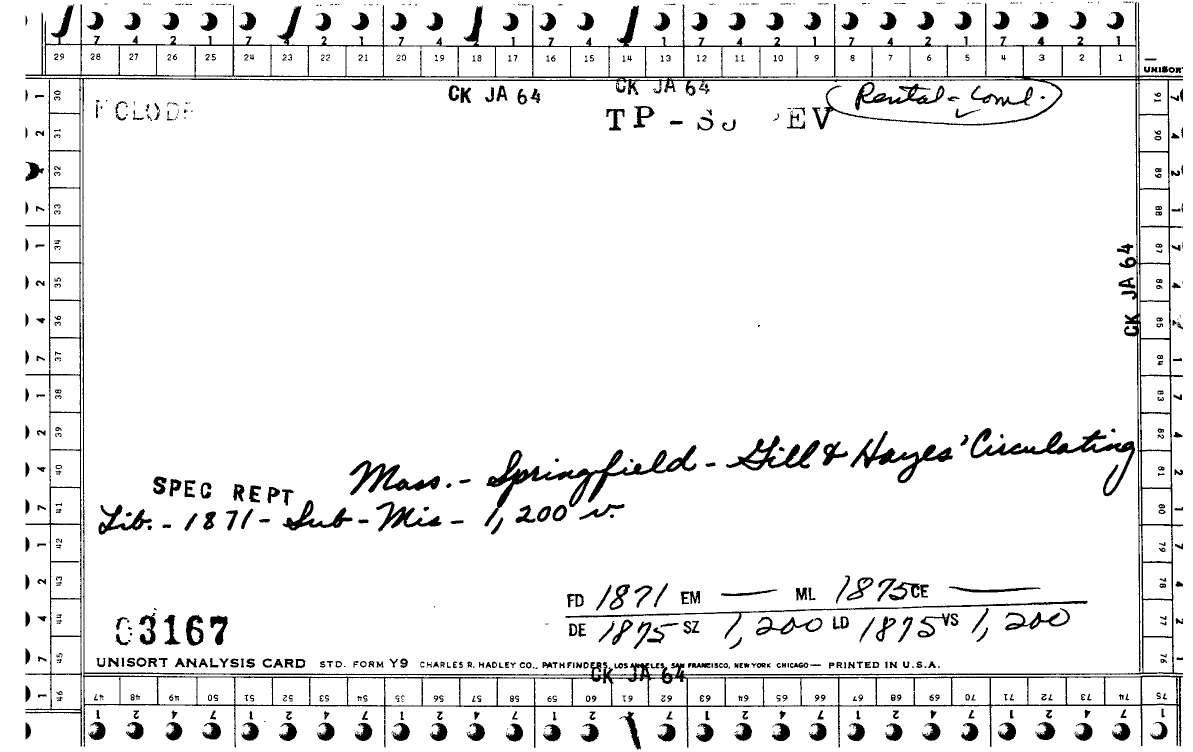 7 4 2 1 7 4 2 1 7 4 2 1 7 4 2 1 7 4 2 1 7 4 2 1 7 4 2 1
29 28 27 26 25 24 23 22 21 20 19 18 17 16 15 14 13 12 11 10 9 8 7 6 5 4 3 2 1
UNISORT
CK JA 64
CK JA 64
Rental - Coml.
TP - EV
CK JA 64
Mass. - Springfield - Gill & Hayes' Circulating
SPEC REPT
Lib. - 1871 - Sub - Mis - 1,200 v.
FD 1871 EM — ML 1875 CE —
DE 1875 SZ 1,200 LD 1875 VS 1,200
03167
UNISORT ANALYSIS CARD STD. FORM Y9 CHARLES R. HADLEY CO., PATHFINDERS, LOS ANGELES, SAN FRANCISCO, NEW YORK CHICAGO — PRINTED IN U.S.A.
CK JA 64
30 31 32 33 34 35 36 37 38 39 40 41 42 43 44 45 46
47 48 49 50 51 52 53 54 55 56 57 58 59 60 61 62 63 64 65 66 67 68 69 70 71 72 73 74 75
1 2 4 7 1 2 4 7 1 2 4 7 1 2 4 7 1 2 4 7 1 2 4 7 1 2 4 7 1
91 90 89 88 87 86 85 84 83 82 81 80 79 78 77 76